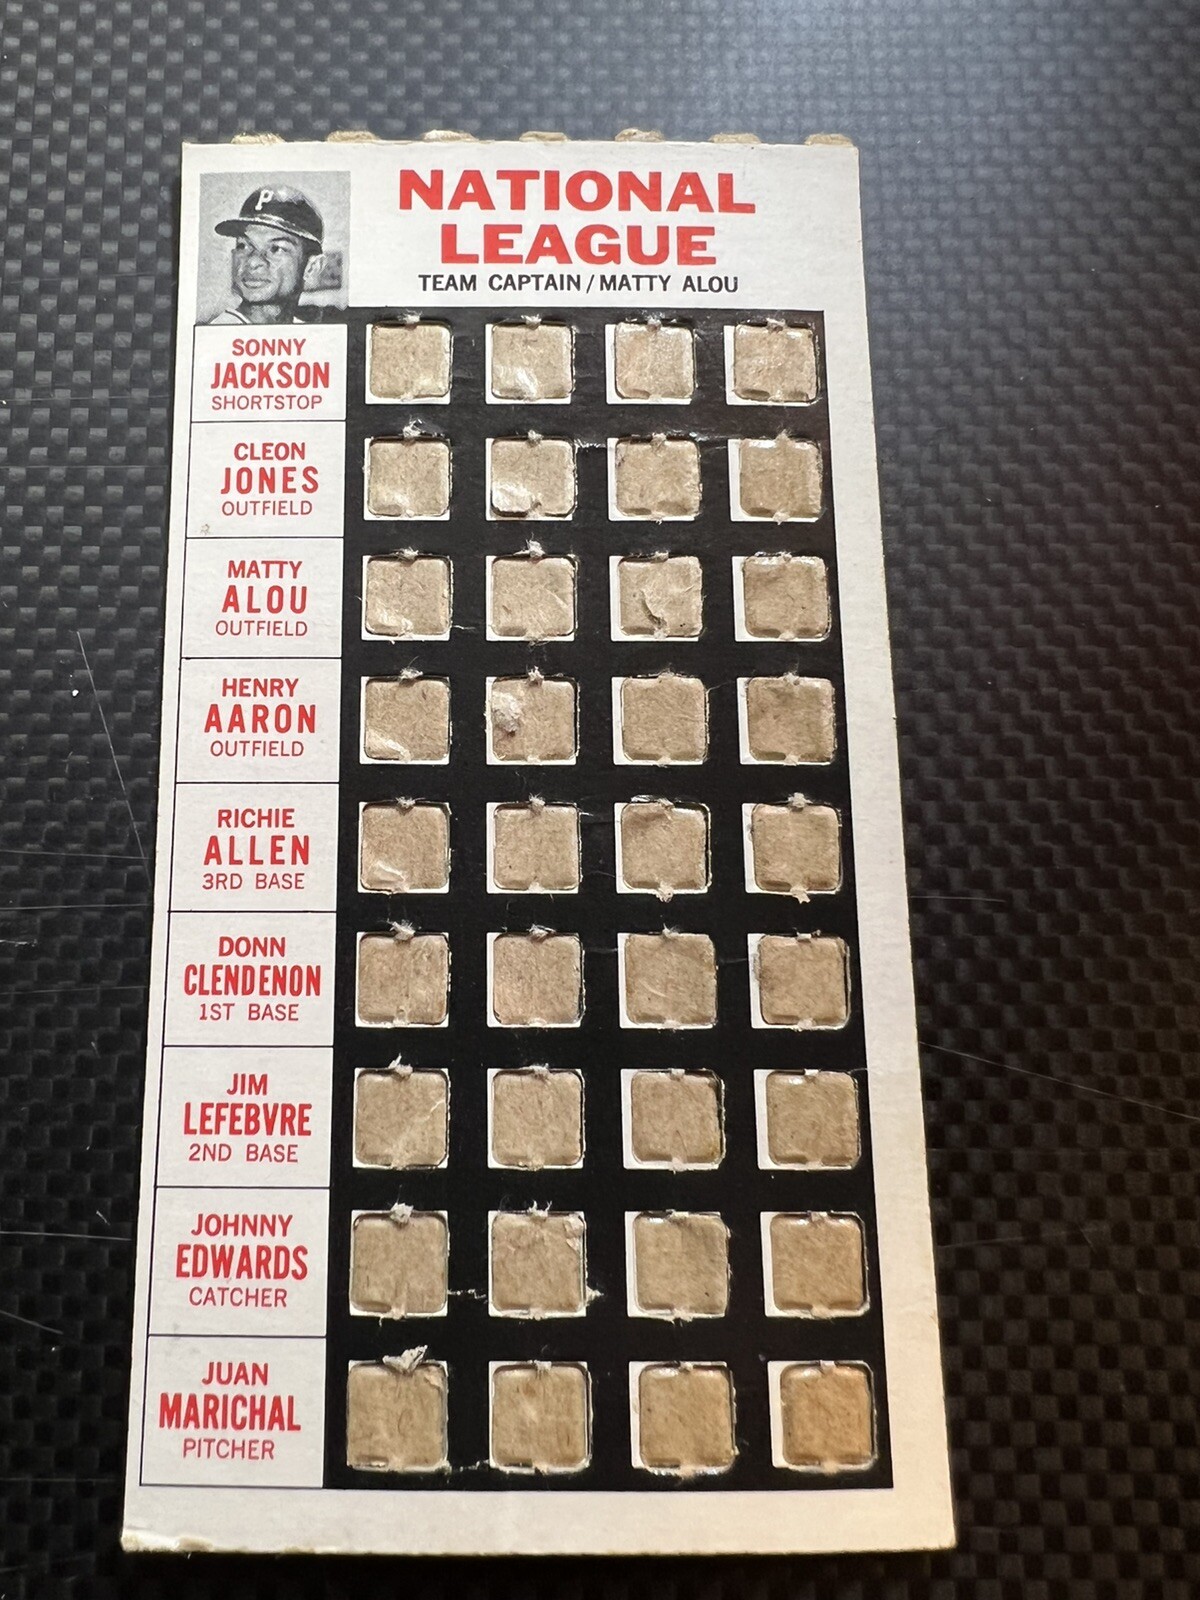 P
NATIONAL
LEAGUE
TEAM CAPTAIN/MATTY ALOU
SONNY
JACKSON
SHORTSTOP
CLEON
JONES
OUTFIELD
MATTY
ALOU
OUTFIELD
HENRY
AARON
OUTFIELD
RICHIE
ALLEN
3RD BASE
DONN
CLENDENON
1ST BASE
JIM
LEFEBVRE
2ND BASE
JOHNNY
EDWARDS
CATCHER
JUAN
MARICHAL
PITCHER